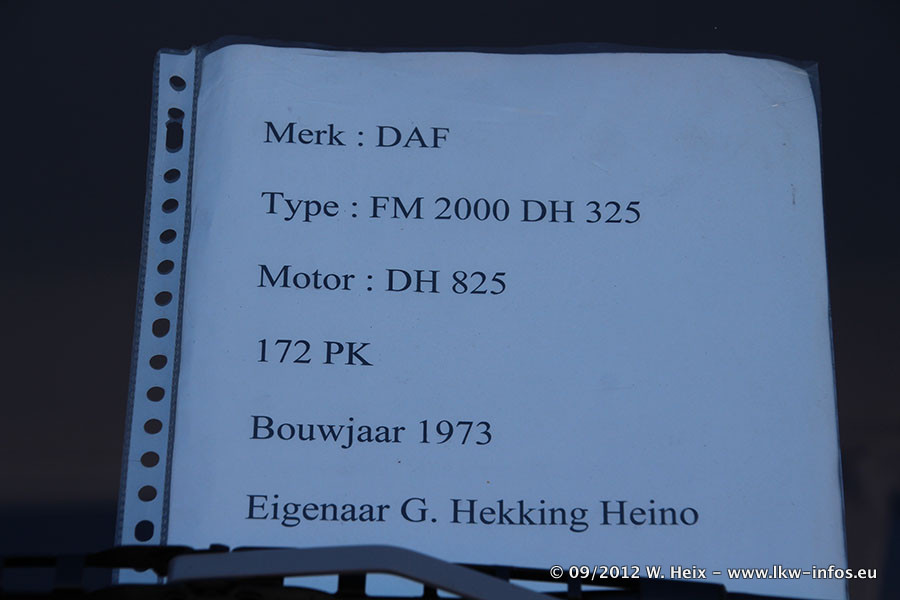 Merk : DAF
Type : FM 2000 DH 325
Motor : DH 825
172 PK
Bouwjaar 1973
Eigenaar G. Hekking Heino
© 09/2012 W. Heix – www.lkw-infos.eu